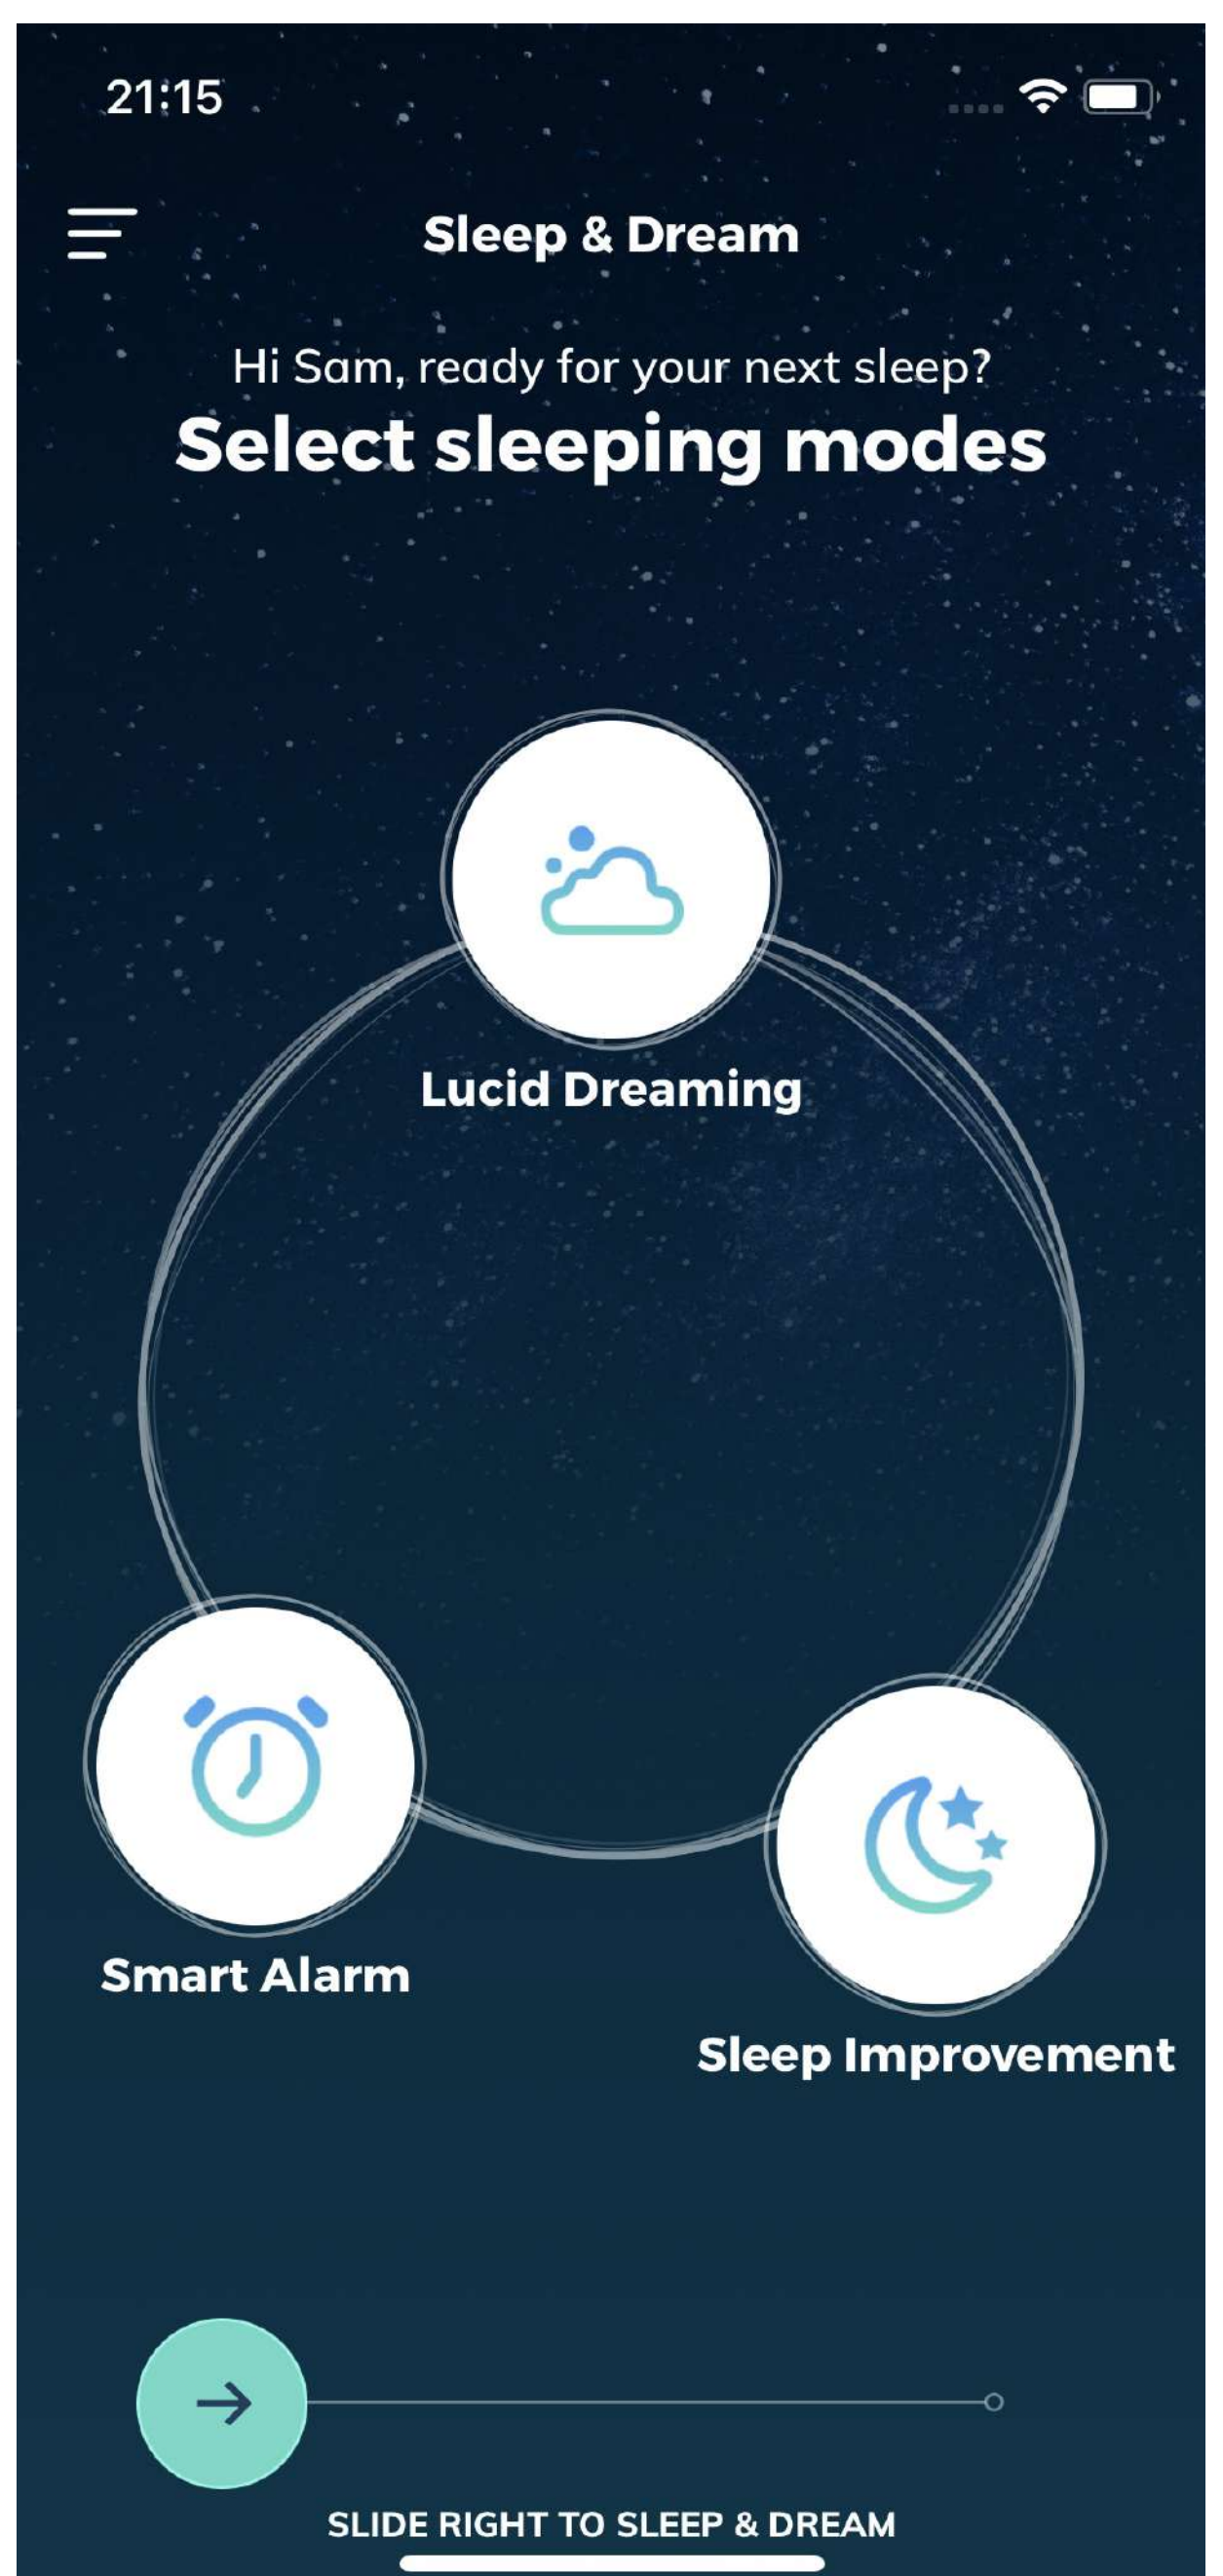 21:15
Sleep & Dream
Hi Sam, ready for your next sleep?
Select sleeping modes
Lucid Dreaming
Smart Alarm
Sleep Improvement
SLIDE RIGHT TO SLEEP & DREAM